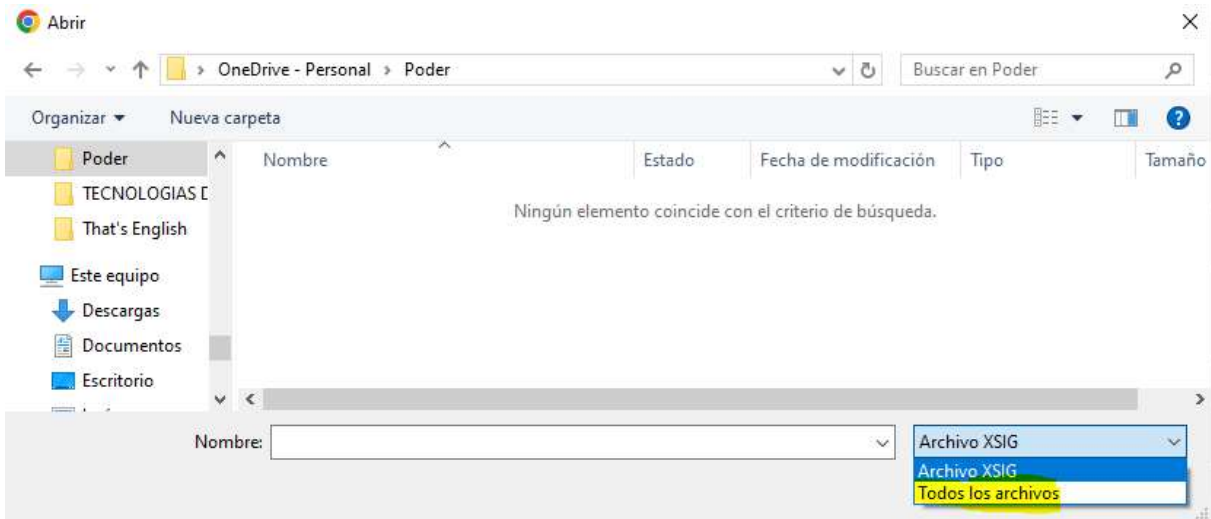 Abrir
OneDrive - Personal > Poder
Buscar en Poder
Organizar
Nueva carpeta
Nombre
Estado
Fecha de modificación
Tipo
Tamaño
Poder
TECNOLOGIAS
That's English
Este equipo
Descargas
Documentos
Escritorio
Ningún elemento coincide con el criterio de búsqueda.
Nombre:
Archivo XSIG
Archivo XSIG
Todos los archivos